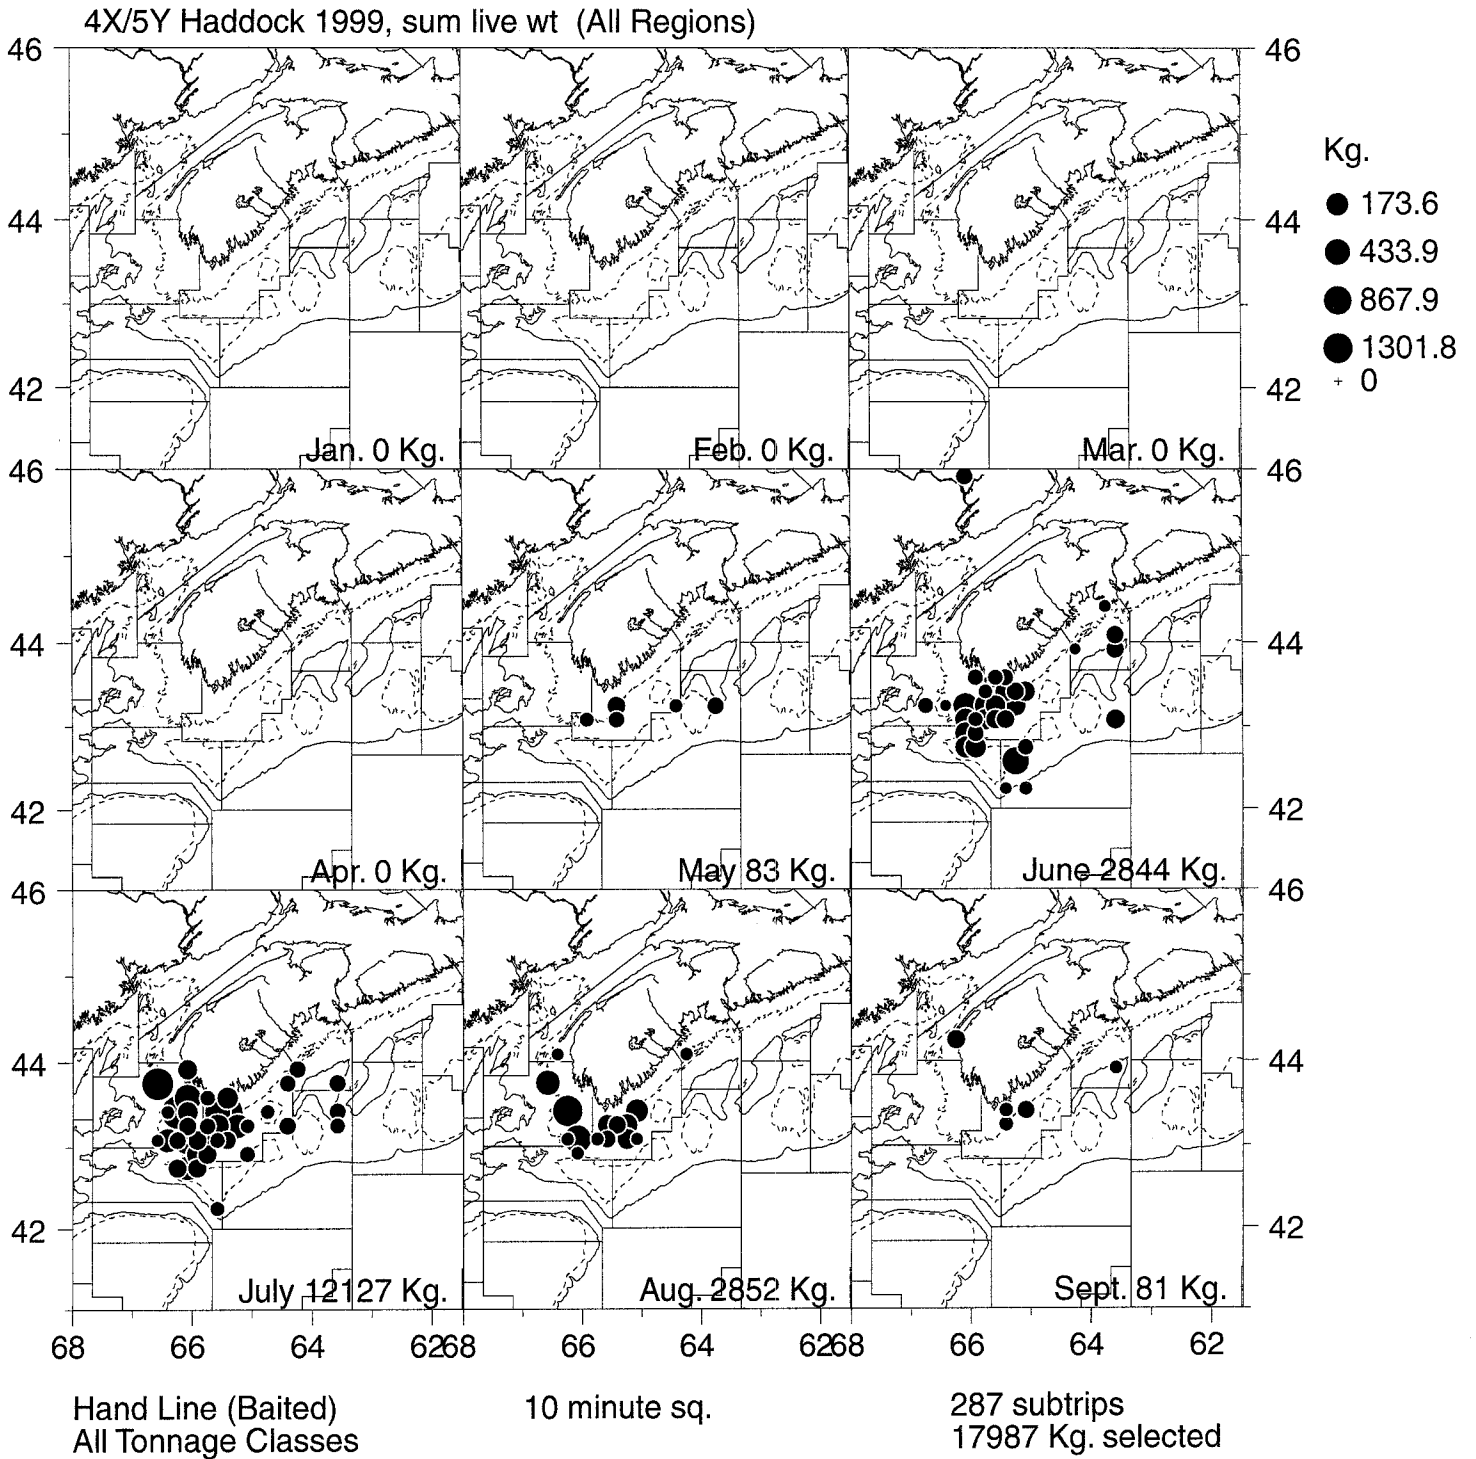 4X/5Y Haddock 1999, sum live wt (All Regions)
46
46
Kg.
173.6
433.9
867.9
1301.8
0
44
44
42
42
Jan. 0 Kg.
Feb. 0 Kg.
Mar. 0 Kg.
46
46
44
44
42
42
Apr. 0 Kg.
May 83 Kg.
June 2844 Kg.
46
46
44
44
42
42
July 12127 Kg.
Aug. 2852 Kg.
Sept. 81 Kg.
68 66 64 62 68 66 64 62 68 66 64 62
Hand Line (Baited)
All Tonnage Classes
10 minute sq.
287 subtrips
17987 Kg. selected